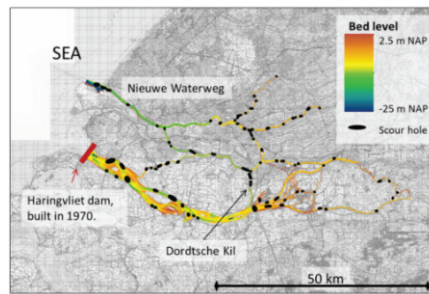 SEA
Nieuwe Waterweg
Bed level
2.5 m NAP
-25 m NAP
Scour hole
Haringvliet dam,
built in 1970.
Dordtsche Kil
50 km